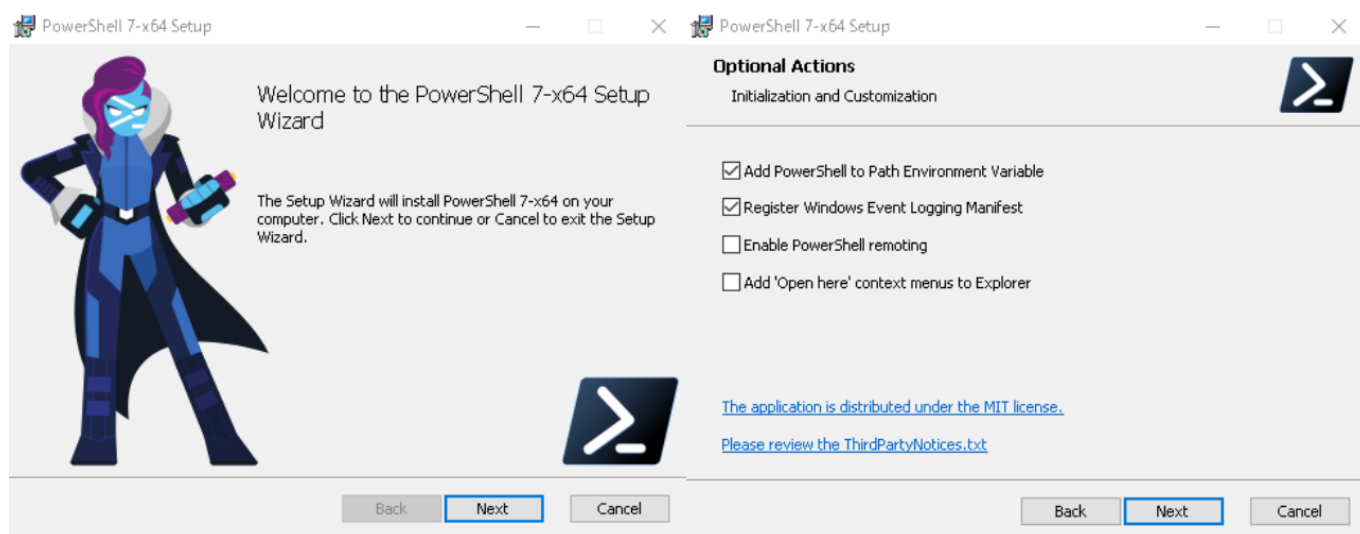 PowerShell 7-x64 Setup
Welcome to the PowerShell 7-x64 Setup
Wizard
The Setup Wizard will install PowerShell 7-x64 on your
computer. Click Next to continue or Cancel to exit the Setup
Wizard.
Back
Next
Cancel
PowerShell 7-x64 Setup
Optional Actions
Initialization and Customization
Add PowerShell to Path Environment Variable
Register Windows Event Logging Manifest
Enable PowerShell remoting
Add 'Open here' context menus to Explorer
The application is distributed under the MIT license.
Please review the ThirdPartyNotices.txt
Back
Next
Cancel